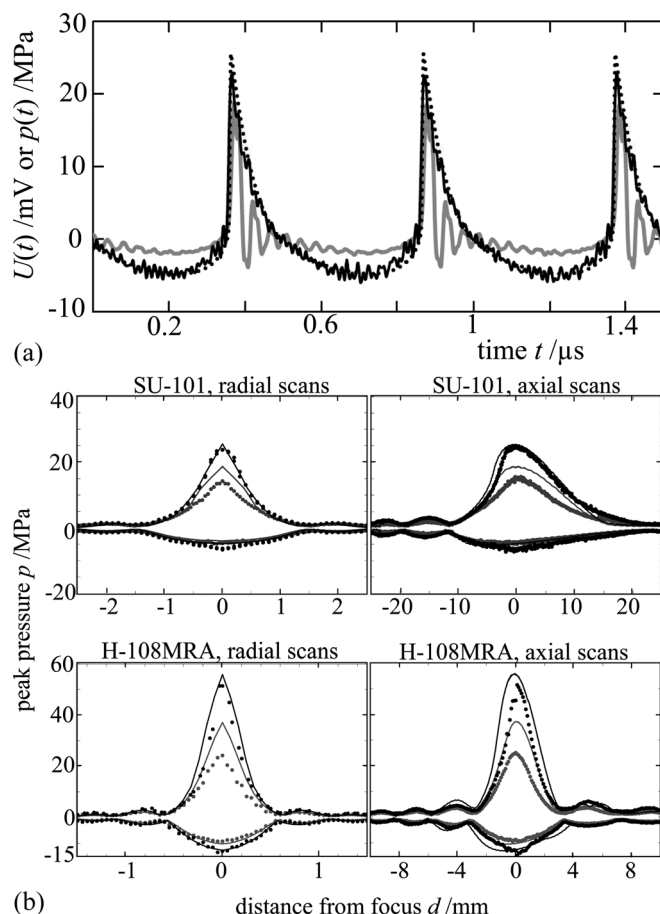 30
20
10
0
-10
U(t) /mV or p(t) /MPa
0.2 0.6 1 1.4
time t /µs
(a)
SU-101, radial scans SU-101, axial scans
40
20
0
-20
-2 -1 0 1 2 -20 -10 0 10 20
peak pressure p /MPa
H-108MRA, radial scans H-108MRA, axial scans
60
40
20
0
-15
-1 0 1 -8 -4 0 4 8
(b) distance from focus d /mm